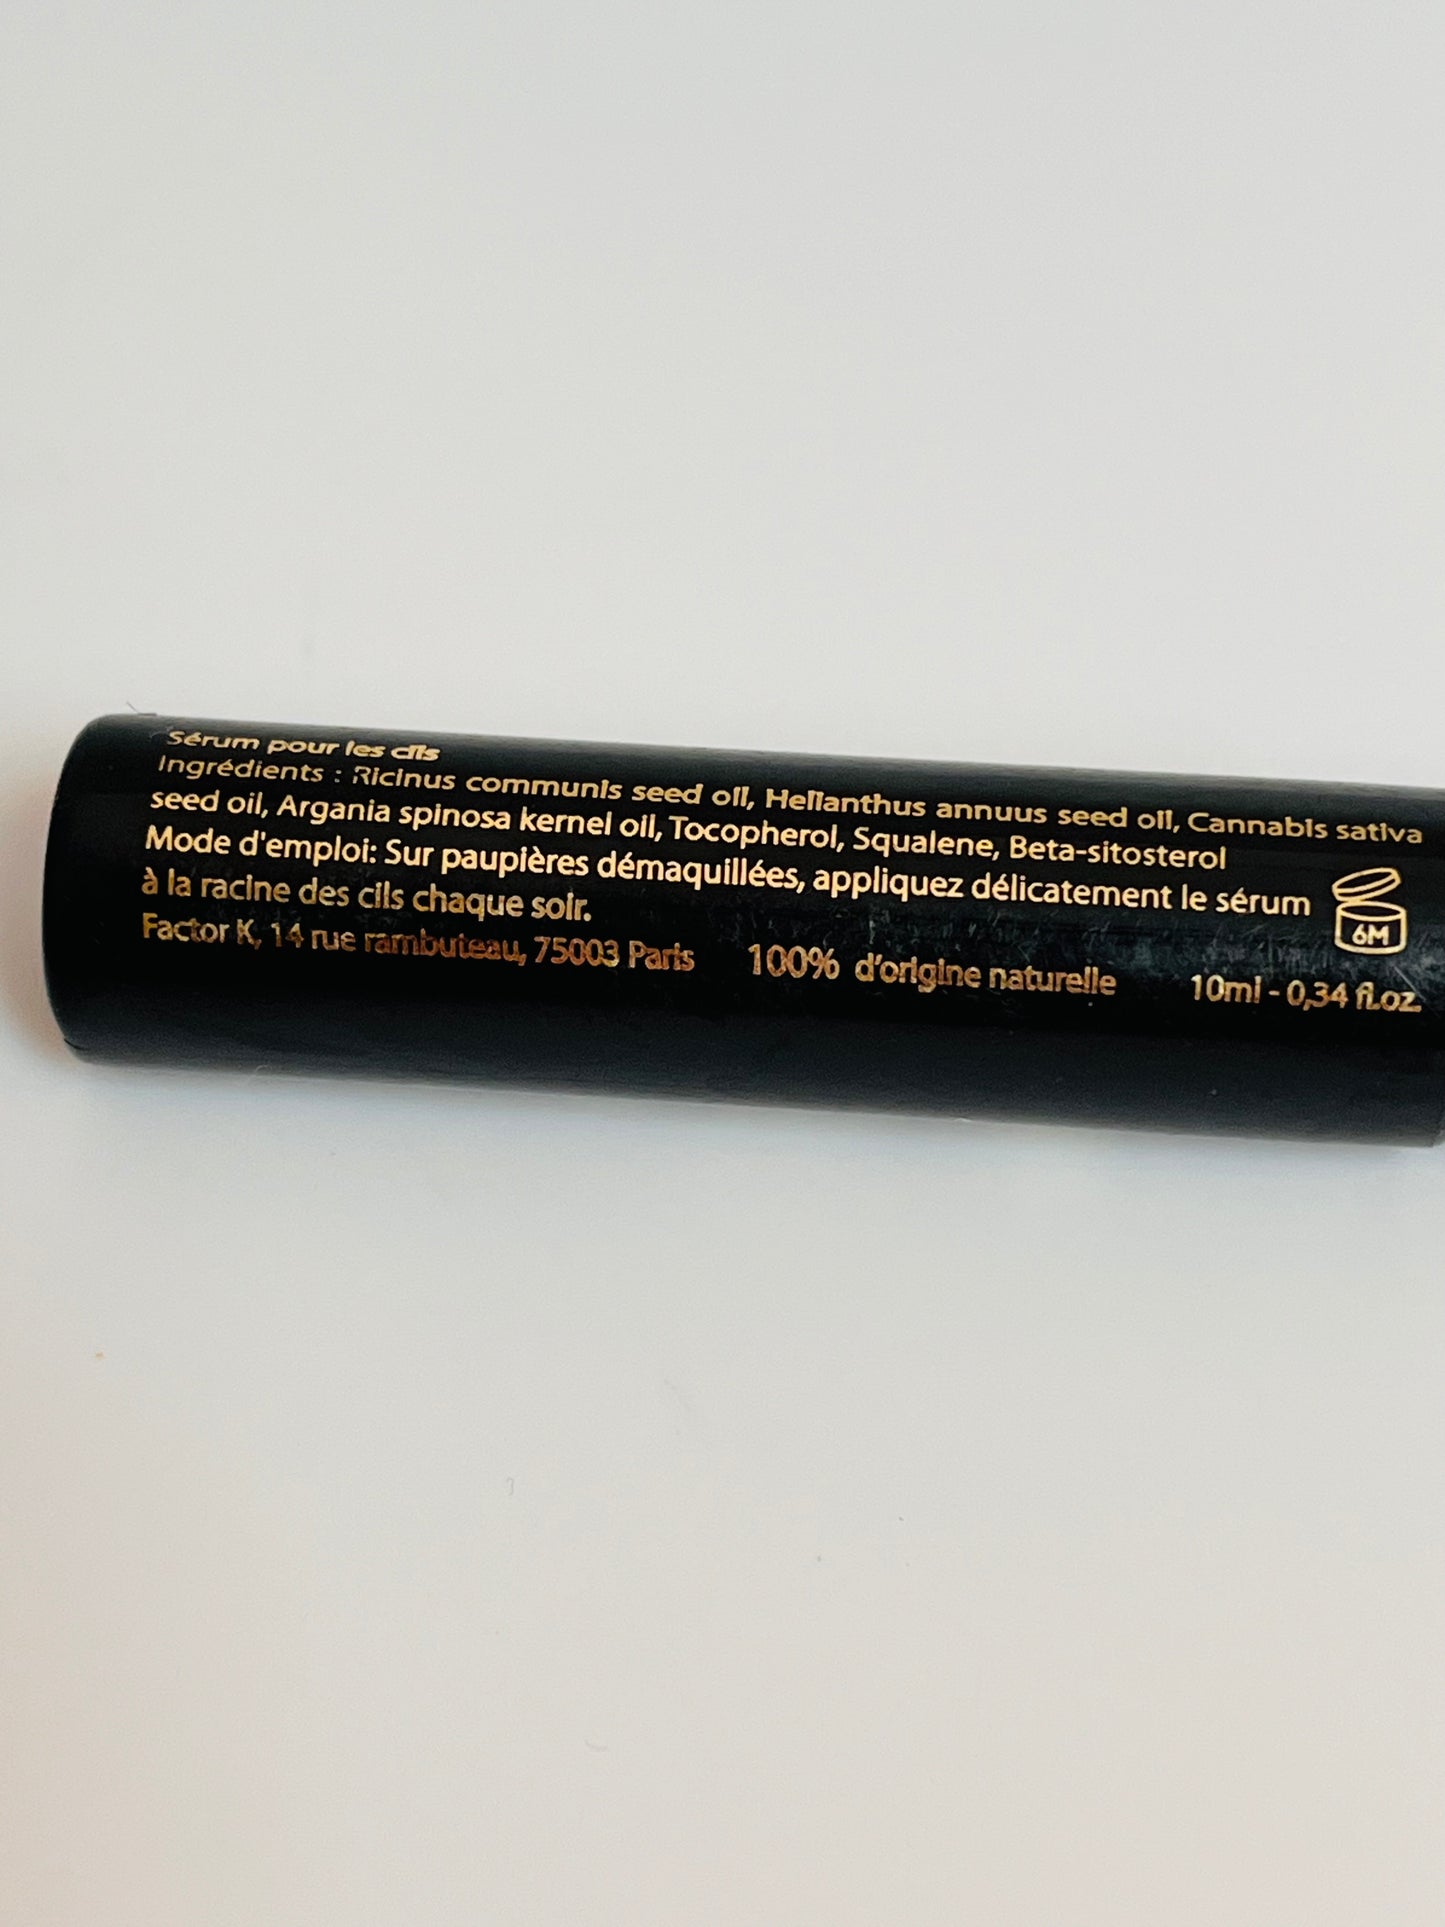 Sérum pour les cils
Ingrédients : Ricinus communis seed oil, Helianthus annuus seed oil, Cannabis sativa
seed oil, Argania spinosa kernel oil, Tocopherol, Squalene, Beta-sitosterol
Mode d'emploi: Sur paupières démaquillées, appliquez délicatement le sérum
à la racine des cils chaque soir.
6M
Factor K, 14 rue rambuteau, 75003 Paris 100% d'origine naturelle 10ml - 0,34 fl.oz.